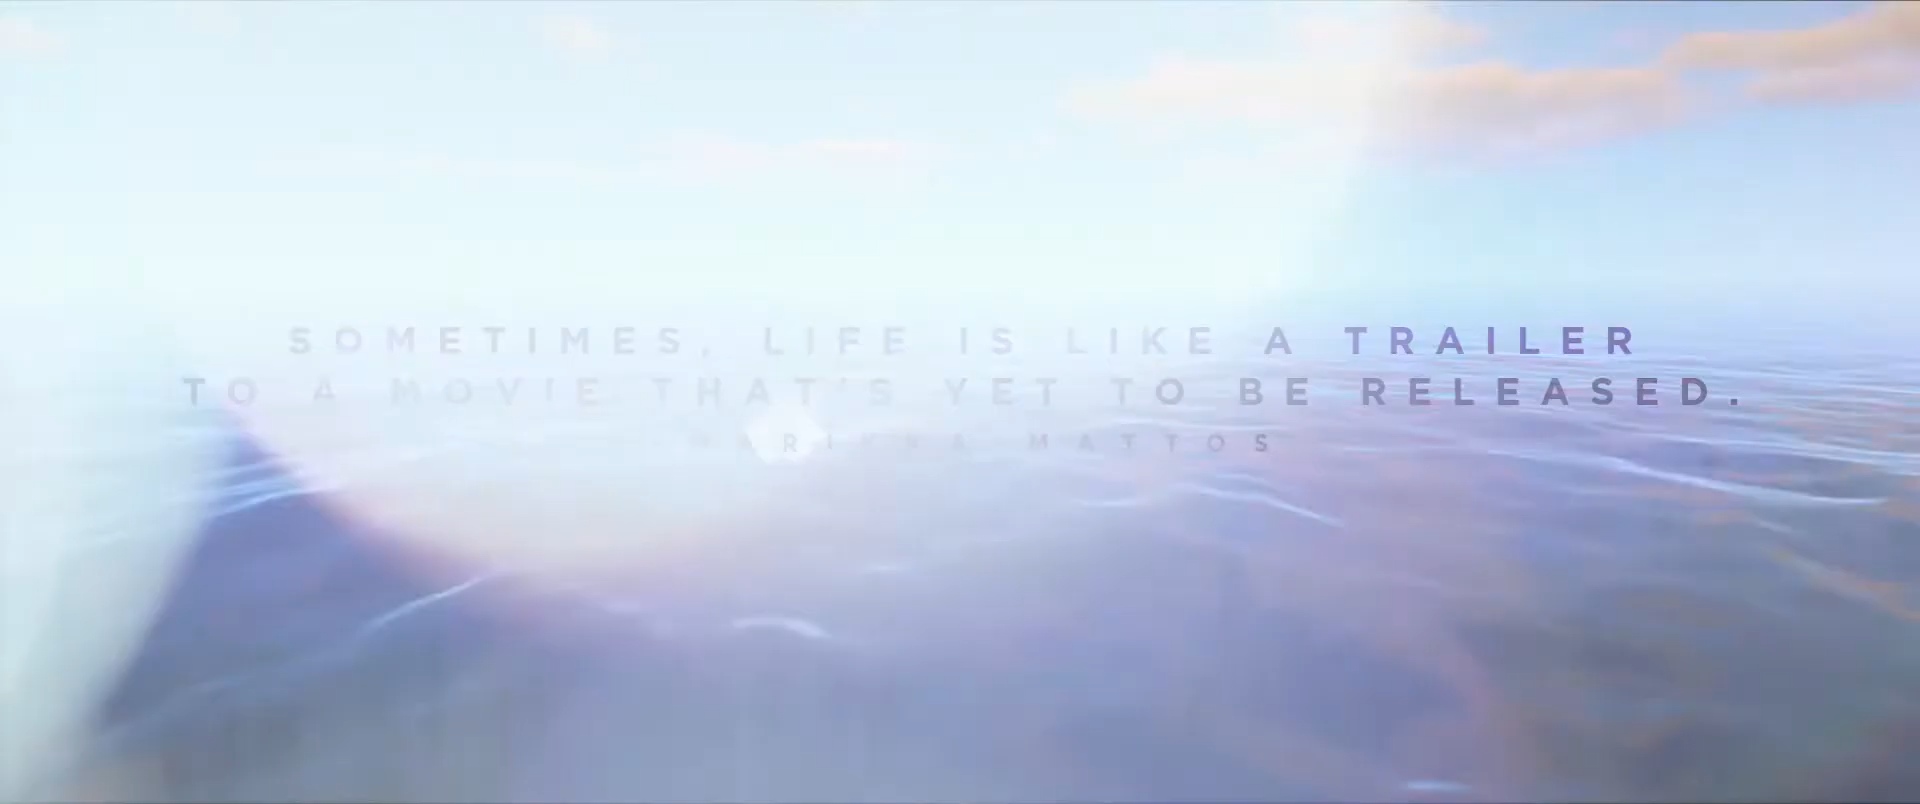 SOMETIMES, LIFE IS LIKE A TRAILER
TO A MOVIE THAT'S YET TO BE RELEASED.
MATTOS